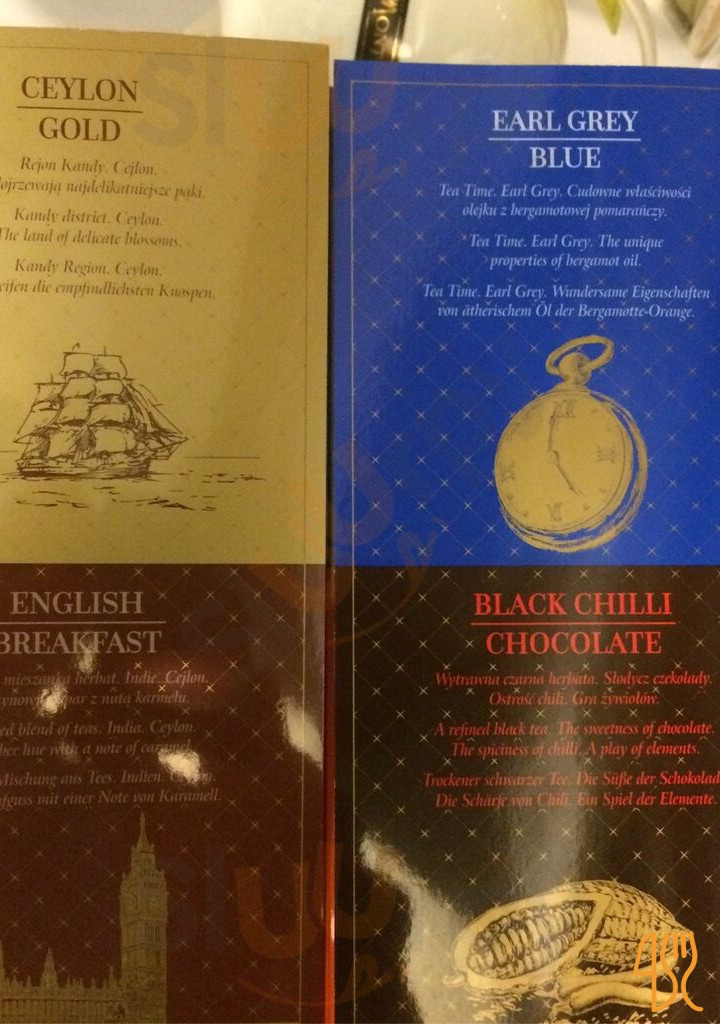 CEYLON
GOLD
Rejon Kandy. Cejlon.
najdelikatniejsze pąki.
Kandy district. Ceylon.
The land of delicate blossoms.
Kandy Region. Ceylon.
die empfindlichsten Knospen.
EARL GREY
BLUE
Tea Time. Earl Grey. Cudowne właściwości
olejku z bergamotowej pomarańczy.
Tea Time. Earl Grey. The unique
properties of bergamot oil.
Tea Time. Earl Grey. Wundersame Eigenschaften
von ätherischem Öl der Bergamotte-Orange.
ENGLISH
BREAKFAST
mieszanka herbat. Indie. Cejlon.
z nutą karmelu.
blend of teas. India. Ceylon.
hue with a note of caramel.
Mischung aus Tees. Indien.
mit einer Note von Karamell.
BLACK CHILLI
CHOCOLATE
Wytrawna czarna herbata. Słodycz czekolady.
Ostrość chili. Gra żywiołów.
A refined black tea. The sweetness of chocolate.
The spiciness of chilli. A play of elements.
Trockener schwarzer Tee. Die Süße der Schokolad
Die Schärfe von Chili. Ein Spiel der Elemente.